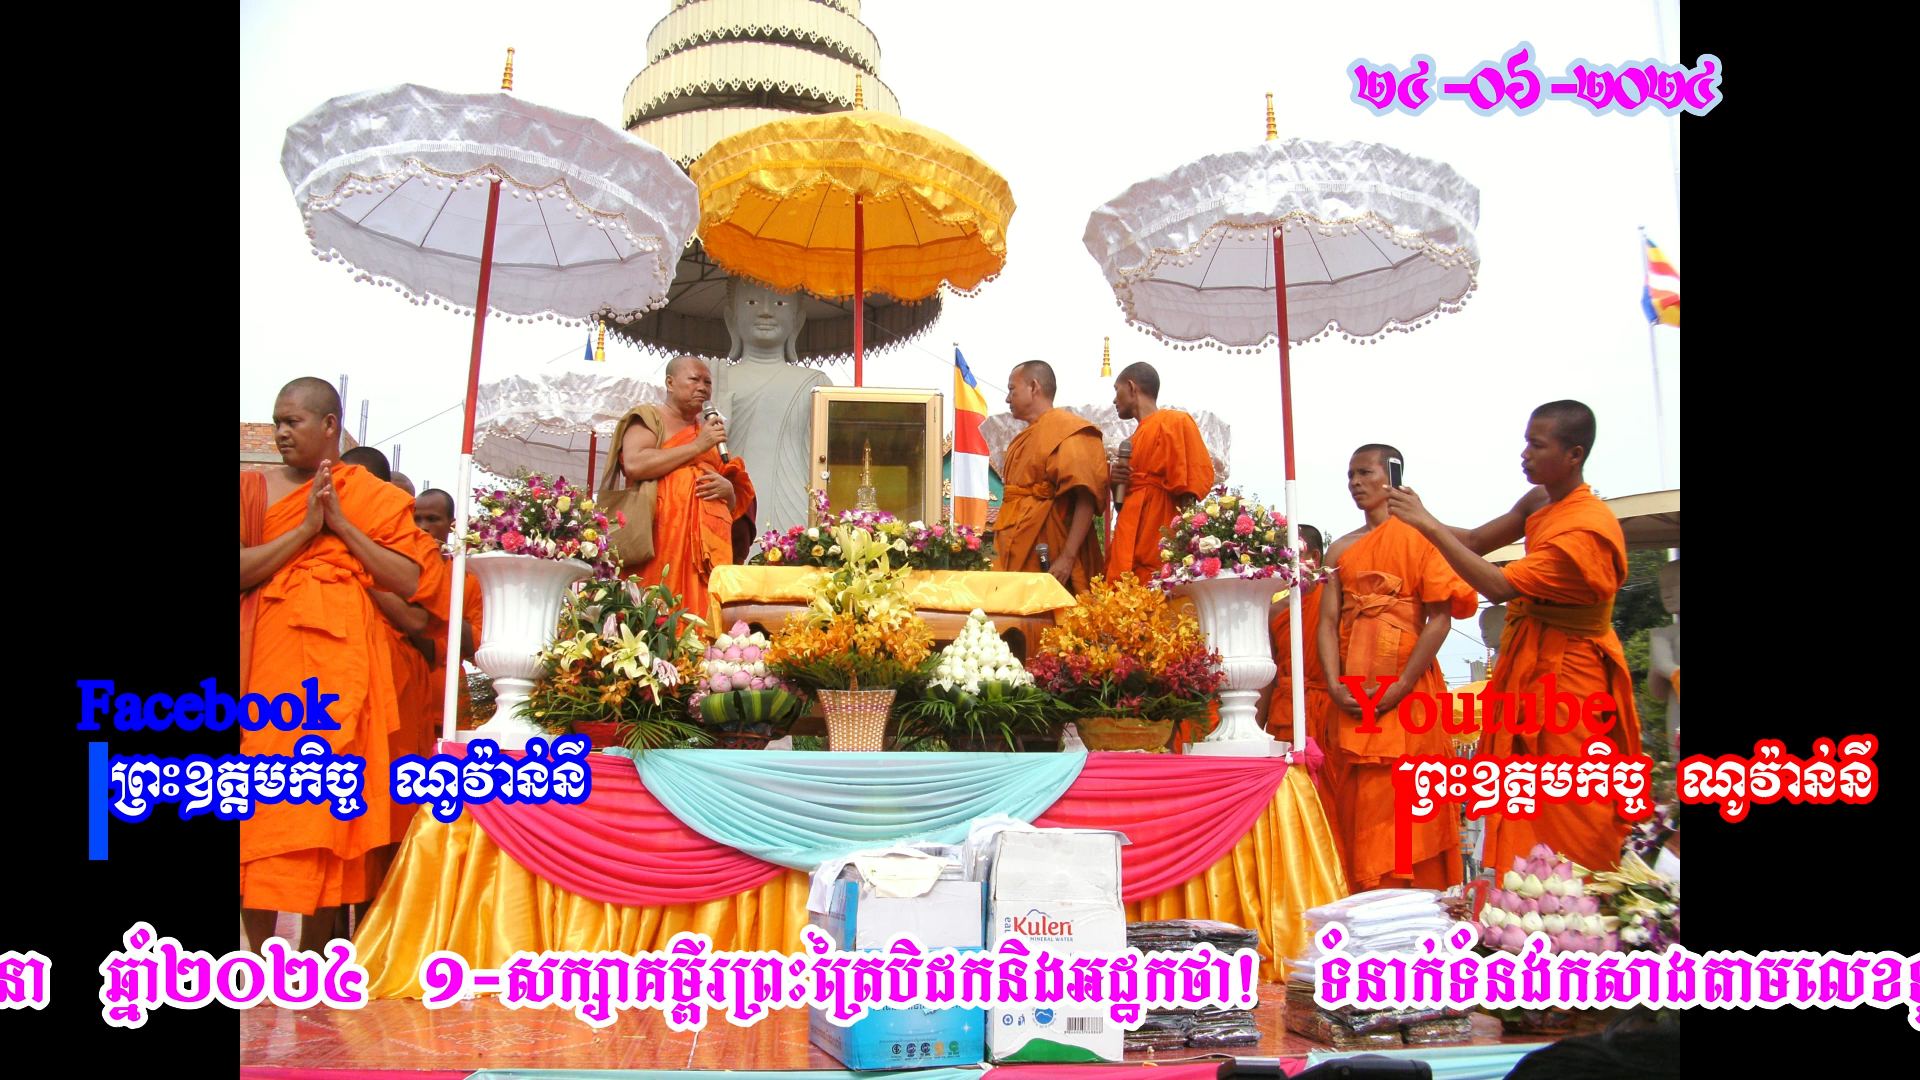 ២៤-០៦-២០២៤
Facebook
ព្រះឧត្តមកិច្ច ណូវ៉ាន់នី
Youtube
ព្រះឧត្តមកិច្ច ណូវ៉ាន់នី
Kulen
MINERAL WATER
ឆ្នាំ២០២៤ ១-សក្សាគម្ពីរព្រះត្រៃបិដកនិងអដ្ឋកថា! ទំនាក់ទំនង់កសាងតាមលេខ